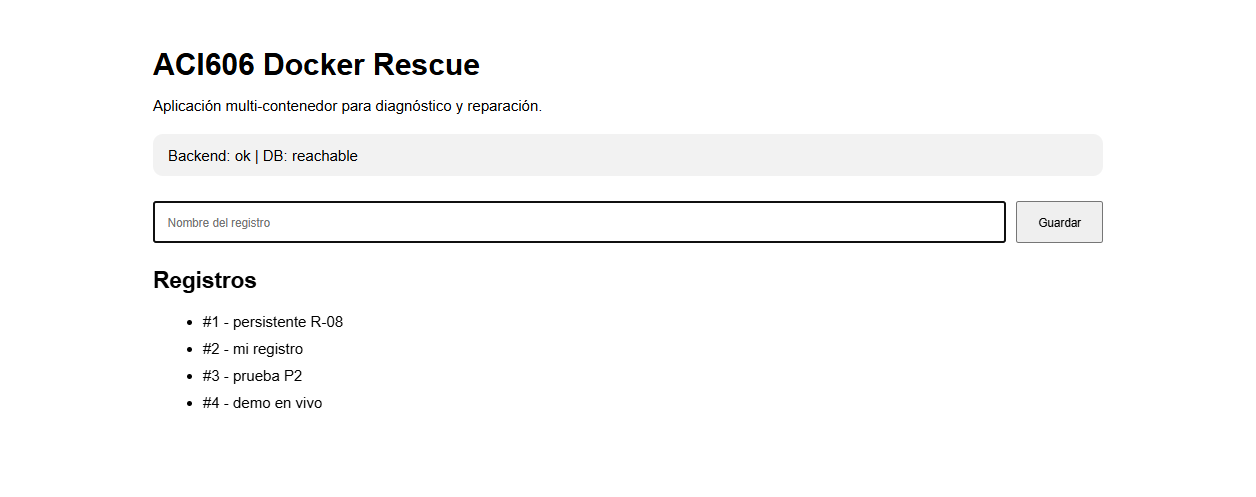 ACI606 Docker Rescue
Aplicación multi-contenedor para diagnóstico y reparación.
Backend: ok | DB: reachable
Nombre del registro
Guardar
Registros
#1 - persistente R-08
#2 - mi registro
#3 - prueba P2
#4 - demo en vivo